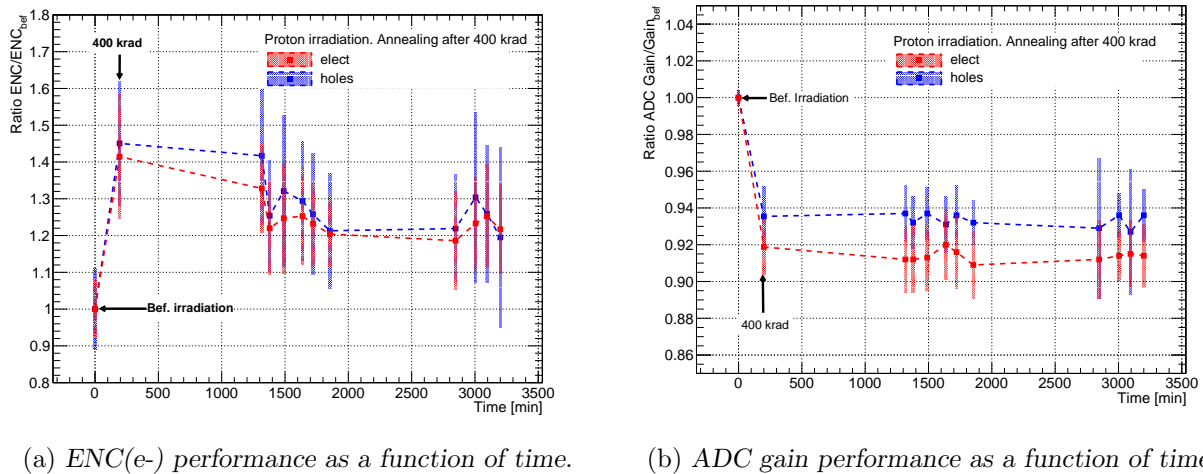 Ratio ENC/ENC_bef
1.8
1.7
1.6
1.5
1.4
1.3
1.2
1.1
1
0.9
0.8
400 krad
Proton irradiation. Annealing after 400 krad
elect
holes
Bef. irradiation
0 500 1000 1500 2000 2500 3000 3500
Time [min]
(a) ENC(e-) performance as a function of time.
Ratio ADC Gain/Gain_bef
1.04
1.02
1.00
0.98
0.96
0.94
0.92
0.90
0.88
0.86
Proton irradiation. Annealing after 400 krad
elect
holes
Bef. Irradiation
400 krad
0 500 1000 1500 2000 2500 3000 3500
Time [min]
(b) ADC gain performance as a function of tim